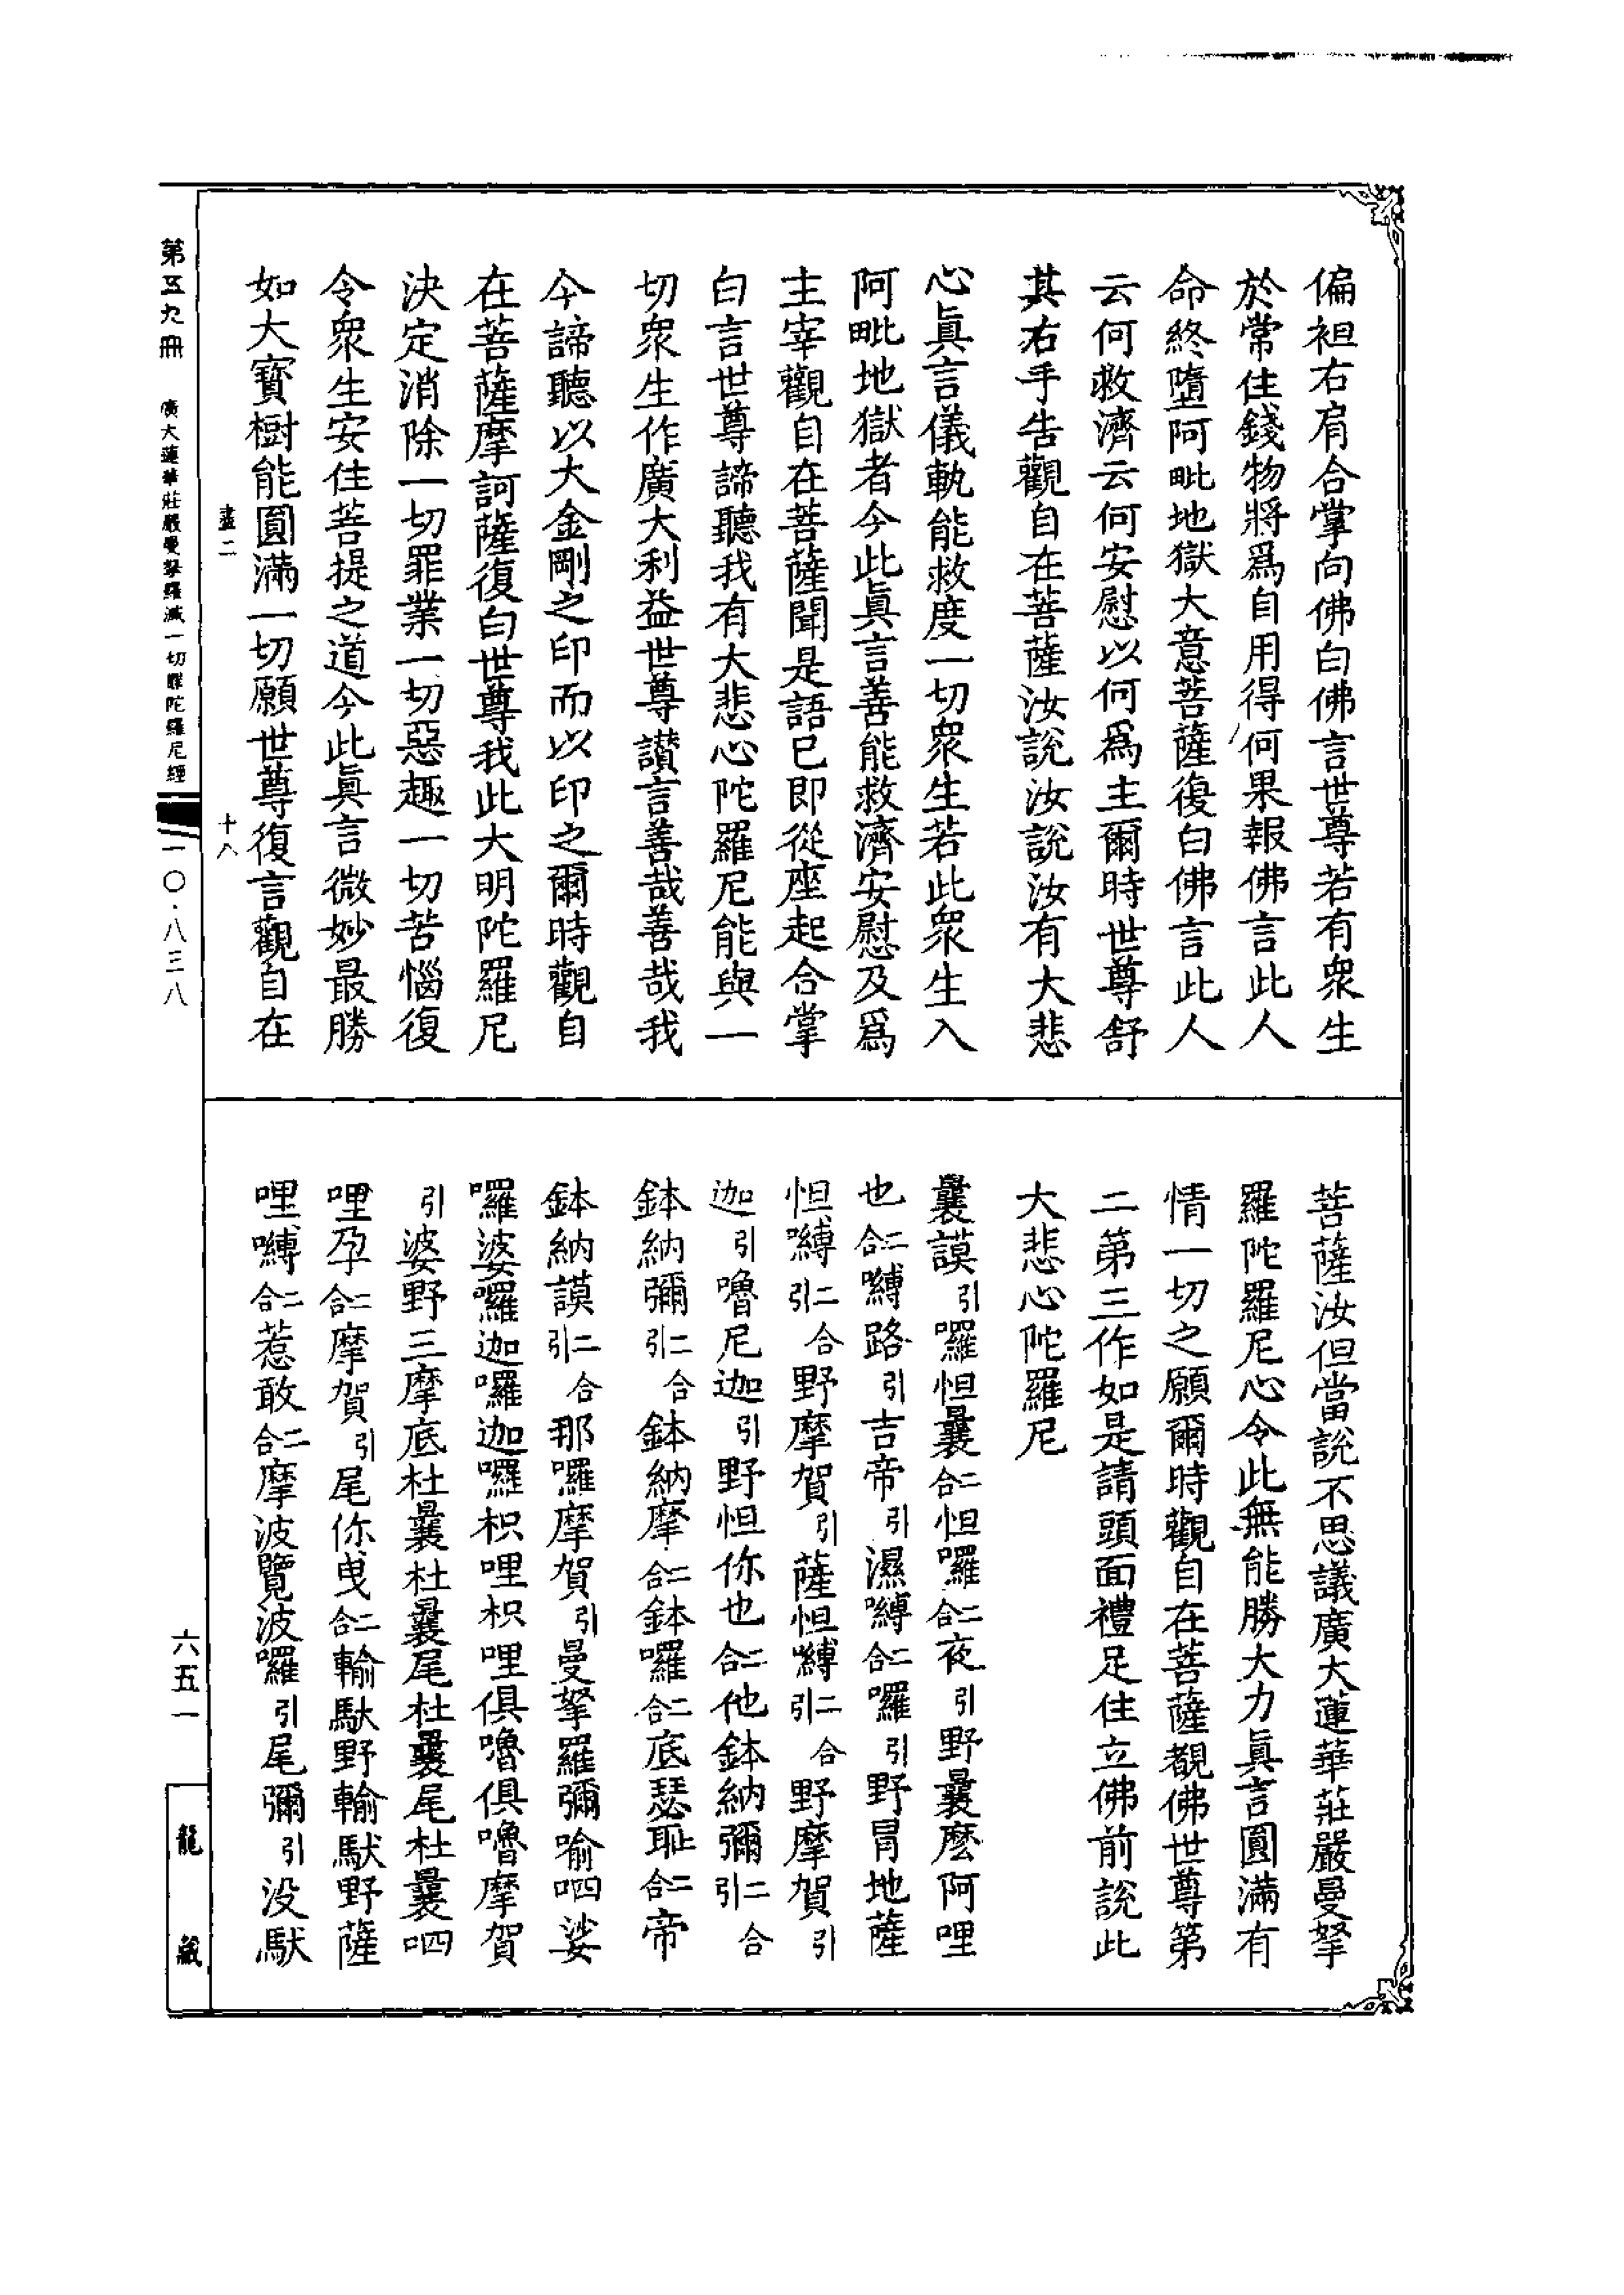 偏袒右肩合掌向佛白佛言世尊若有衆生
於常住錢物將爲自用得何果報佛言此人
命終墮阿毗地獄大意菩薩復白佛言此人
云何救濟云何安慰以何爲主爾時世尊舒
其右手告觀自在菩薩汝說汝說汝有大悲
心眞言儀軌能救度一切衆生若此衆生入
阿毗地獄者今此眞言善能救濟安慰及爲
主宰觀自在菩薩聞是語已即從座起合掌
白言世尊諦聽我有大悲心陀羅尼能與一
切衆生作廣大利益世尊讃言善哉善哉我
今諦聽以大金剛之印而以印之爾時觀自
在菩薩摩訶薩復白世尊我此大明陀羅尼
決定消除一切罪業一切惡趣一切苦惱復
令衆生安住菩提之道今此眞言微妙最勝
如大寶樹能圓滿一切願世尊復言觀自在
菩薩汝但當說不思議廣大蓮華莊嚴曼拏
羅陀羅尼心令此無能勝大力眞言圓滿有
情一切之願爾時觀自在菩薩覩佛世尊第
二第三作如是請頭面禮足住立佛前說此
大悲心陀羅尼
曩謨引囉怛曩二合怛囉二合夜引野曩麼阿哩
也二合嚩路引吉帝引濕嚩二合囉引野冒地薩
怛嚩二合引野摩賀引薩怛嚩二合引野摩賀引
迦引嚕尼迦引野怛你也二合他鉢納彌二合引
鉢納彌二合引鉢納摩二合鉢囉二合底瑟恥二合帝
鉢納謨二合引那囉摩賀引曼拏羅彌喻呬娑
囉婆囉迦囉迦囉枳哩枳哩俱嚕俱嚕摩賀
引婆野三摩底杜曩杜曩尾杜曩尾杜曩呬
哩孕二合摩賀引尾你曳二合輸馱野輸馱野薩
哩嚩二合惹敢二合摩波覽波囉引尾彌引沒馱
第五九冊 廣大蓮華莊嚴曼拏羅滅一切罪陀羅尼經
盡二
十八
一〇·八三八
六五一
龍藏